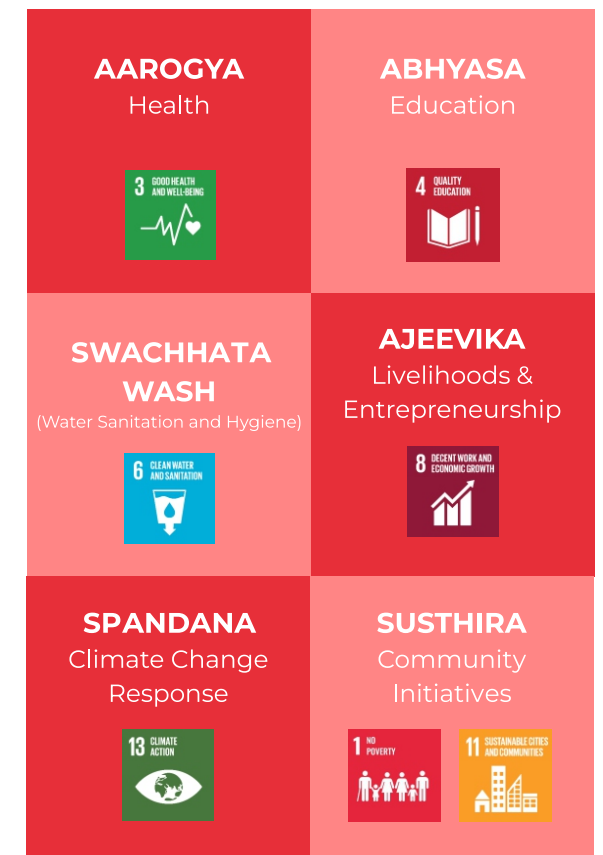 AAROGYA
Health
3 GOOD HEALTH
AND WELL-BEING
ABHYASA
Education
4 QUALITY
EDUCATION
SWACHHATA
WASH
(Water Sanitation and Hygiene)
6 CLEAN WATER
AND SANITATION
AJEEVIKA
Livelihoods &
Entrepreneurship
8 DECENT WORK AND
ECONOMIC GROWTH
SPANDANA
Climate Change
Response
13 CLIMATE
ACTION
SUSTHIRA
Community
Initiatives
1 NO
POVERTY
11 SUSTAINABLE CITIES
AND COMMUNITIES